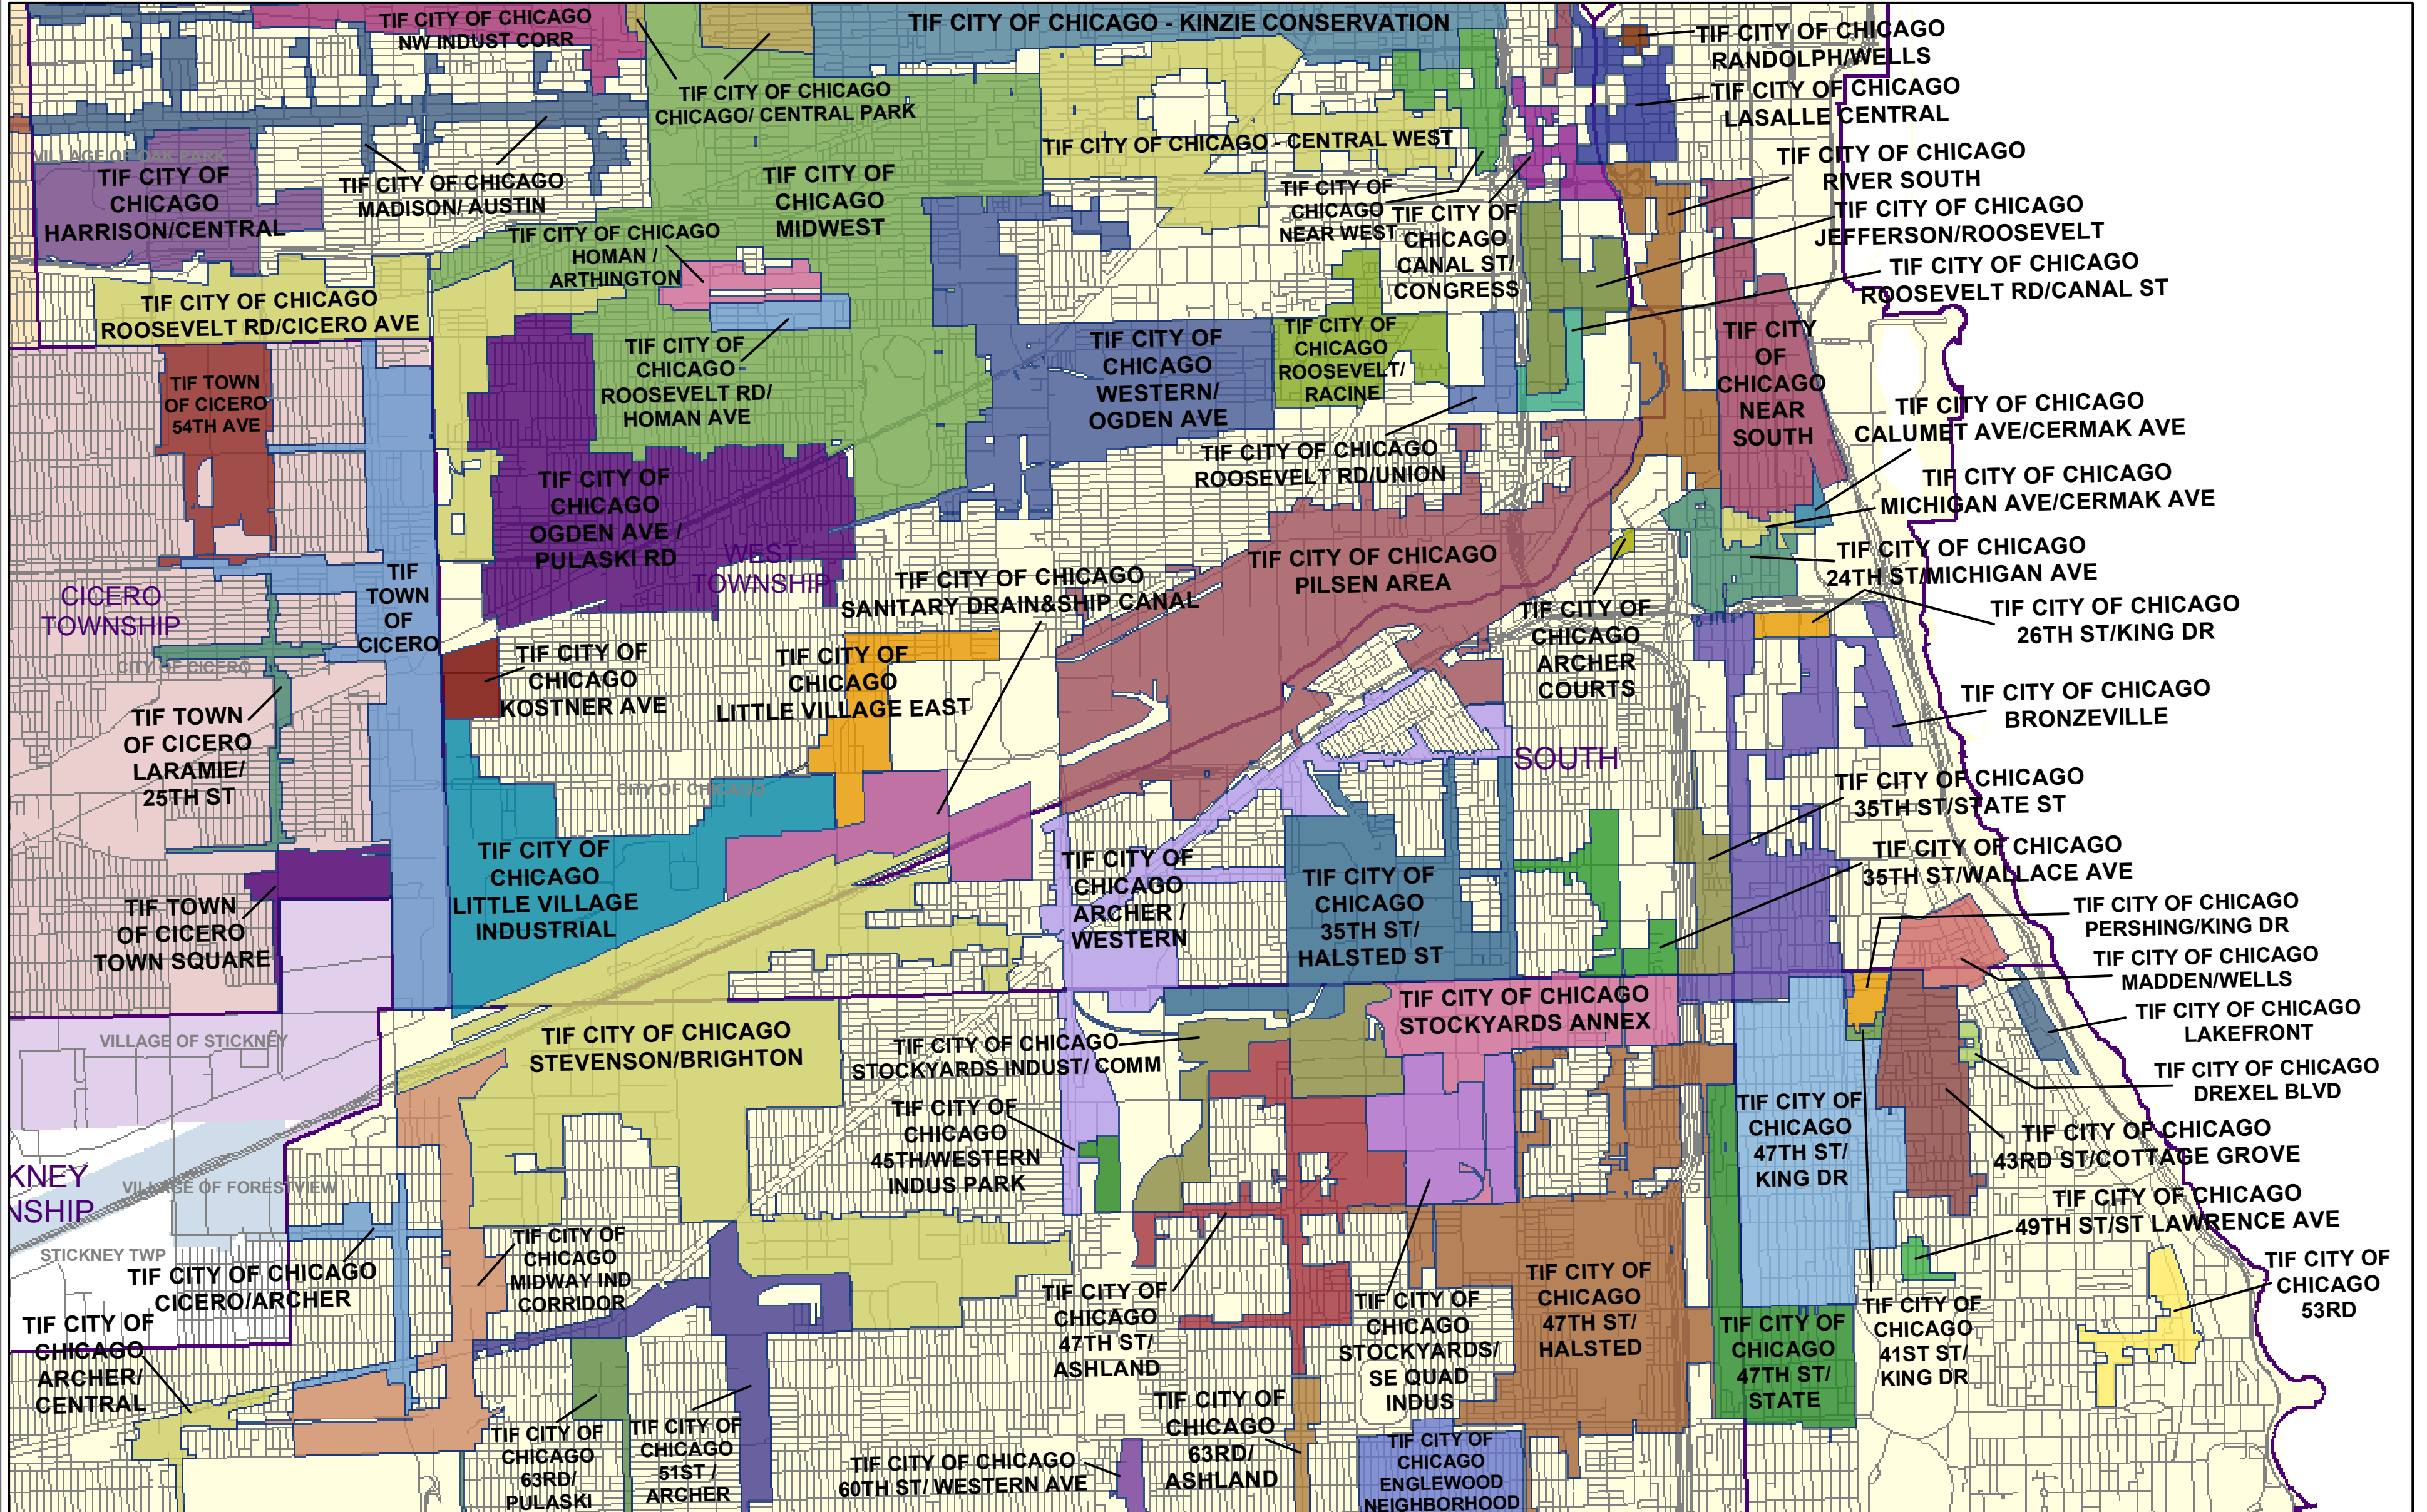 TIF CITY OF CHICAGO
NW INDUST CORR
TIF CITY OF CHICAGO - KINZIE CONSERVATION
TIF CITY OF CHICAGO
RANDOLPH/WELLS
TIF CITY OF CHICAGO
CHICAGO/ CENTRAL PARK
TIF CITY OF CHICAGO
LASALLE CENTRAL
TIF CITY OF CHICAGO - CENTRAL WEST
VILLAGE OF OAK PARK
TIF CITY OF
CHICAGO
HARRISON/CENTRAL
TIF CITY OF CHICAGO
MADISON/ AUSTIN
TIF CITY OF
CHICAGO
MIDWEST
TIF CITY OF
CHICAGO
NEAR WEST
TIF CITY OF
CHICAGO
CANAL ST/
CONGRESS
TIF CITY OF CHICAGO
RIVER SOUTH
TIF CITY OF CHICAGO
JEFFERSON/ROOSEVELT
TIF CITY OF CHICAGO
ROOSEVELT RD/CANAL ST
TIF CITY OF CHICAGO
HOMAN /
ARTHINGTON
TIF CITY OF CHICAGO
ROOSEVELT RD/CICERO AVE
TIF CITY OF
CHICAGO
ROOSEVELT RD/
HOMAN AVE
TIF CITY OF
CHICAGO
WESTERN/
OGDEN AVE
TIF CITY OF
CHICAGO
ROOSEVELT/
RACINE
TIF CITY
OF
CHICAGO
NEAR
SOUTH
TIF TOWN
OF CICERO
54TH AVE
TIF CITY OF CHICAGO
CALUMET AVE/CERMAK AVE
TIF CITY OF CHICAGO
ROOSEVELT RD/UNION
TIF CITY OF CHICAGO
MICHIGAN AVE/CERMAK AVE
TIF CITY OF
CHICAGO
OGDEN AVE /
PULASKI RD
WEST
TOWNSHIP
TIF CITY OF CHICAGO
PILSEN AREA
TIF CITY OF CHICAGO
24TH ST/MICHIGAN AVE
TIF CITY OF CHICAGO
SANITARY DRAIN&SHIP CANAL
CICERO
TOWNSHIP
TIF
TOWN
OF
CICERO
TIF CITY OF
CHICAGO
ARCHER
COURTS
TIF CITY OF CHICAGO
26TH ST/KING DR
CITY OF CICERO
TIF CITY OF
CHICAGO
KOSTNER AVE
TIF CITY OF
CHICAGO
LITTLE VILLAGE EAST
TIF CITY OF CHICAGO
BRONZEVILLE
TIF TOWN
OF CICERO
LARAMIE/
25TH ST
SOUTH
CITY OF CHICAGO
TIF CITY OF CHICAGO
35TH ST/STATE ST
TIF CITY OF
CHICAGO
LITTLE VILLAGE
INDUSTRIAL
TIF CITY OF
CHICAGO
ARCHER /
WESTERN
TIF CITY OF
CHICAGO
35TH ST/
HALSTED ST
TIF CITY OF CHICAGO
35TH ST/WALLACE AVE
TIF TOWN
OF CICERO
TOWN SQUARE
TIF CITY OF CHICAGO
PERSHING/KING DR
TIF CITY OF CHICAGO
MADDEN/WELLS
TIF CITY OF CHICAGO
STOCKYARDS ANNEX
TIF CITY OF CHICAGO
LAKEFRONT
VILLAGE OF STICKNEY
TIF CITY OF CHICAGO
STEVENSON/BRIGHTON
TIF CITY OF CHICAGO
STOCKYARDS INDUST/ COMM
TIF CITY OF CHICAGO
DREXEL BLVD
TIF CITY OF
CHICAGO
45TH/WESTERN
INDUS PARK
TIF CITY OF
CHICAGO
47TH ST/
KING DR
TIF CITY OF CHICAGO
43RD ST/COTTAGE GROVE
KNEY
NSHIP
VILLAGE OF FORESTVIEW
TIF CITY OF CHICAGO
49TH ST/ST LAWRENCE AVE
STICKNEY TWP
TIF CITY OF CHICAGO
CICERO/ARCHER
TIF CITY OF
CHICAGO
MIDWAY IND
CORRIDOR
TIF CITY OF
CHICAGO
47TH ST/
ASHLAND
TIF CITY OF
CHICAGO
STOCKYARDS/
SE QUAD
INDUS
TIF CITY OF
CHICAGO
47TH ST/
HALSTED
TIF CITY OF
CHICAGO
47TH ST/
STATE
TIF CITY OF
CHICAGO
41ST ST/
KING DR
TIF CITY OF
CHICAGO
53RD
TIF CITY OF
CHICAGO
ARCHER/
CENTRAL
TIF CITY OF
CHICAGO
63RD/
PULASKI
TIF CITY OF
CHICAGO
51ST /
ARCHER
TIF CITY OF CHICAGO
60TH ST/ WESTERN AVE
TIF CITY OF
CHICAGO
63RD/
ASHLAND
TIF CITY OF
CHICAGO
ENGLEWOOD
NEIGHBORHOOD